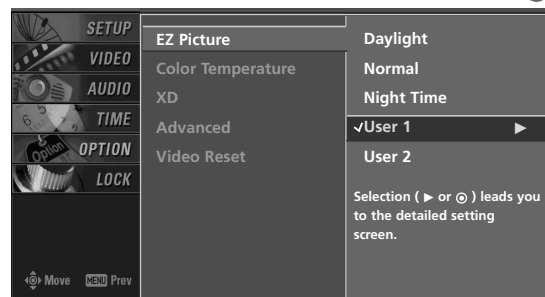 SETUP
VIDEO
AUDIO
TIME
OPTION
LOCK
Move MENU Prev
EZ Picture
Color Temperature
XD
Advanced
Video Reset
Daylight
Normal
Night Time
✓User 1 ►
User 2
Selection ( ► or ⊙ ) leads you
to the detailed setting
screen.